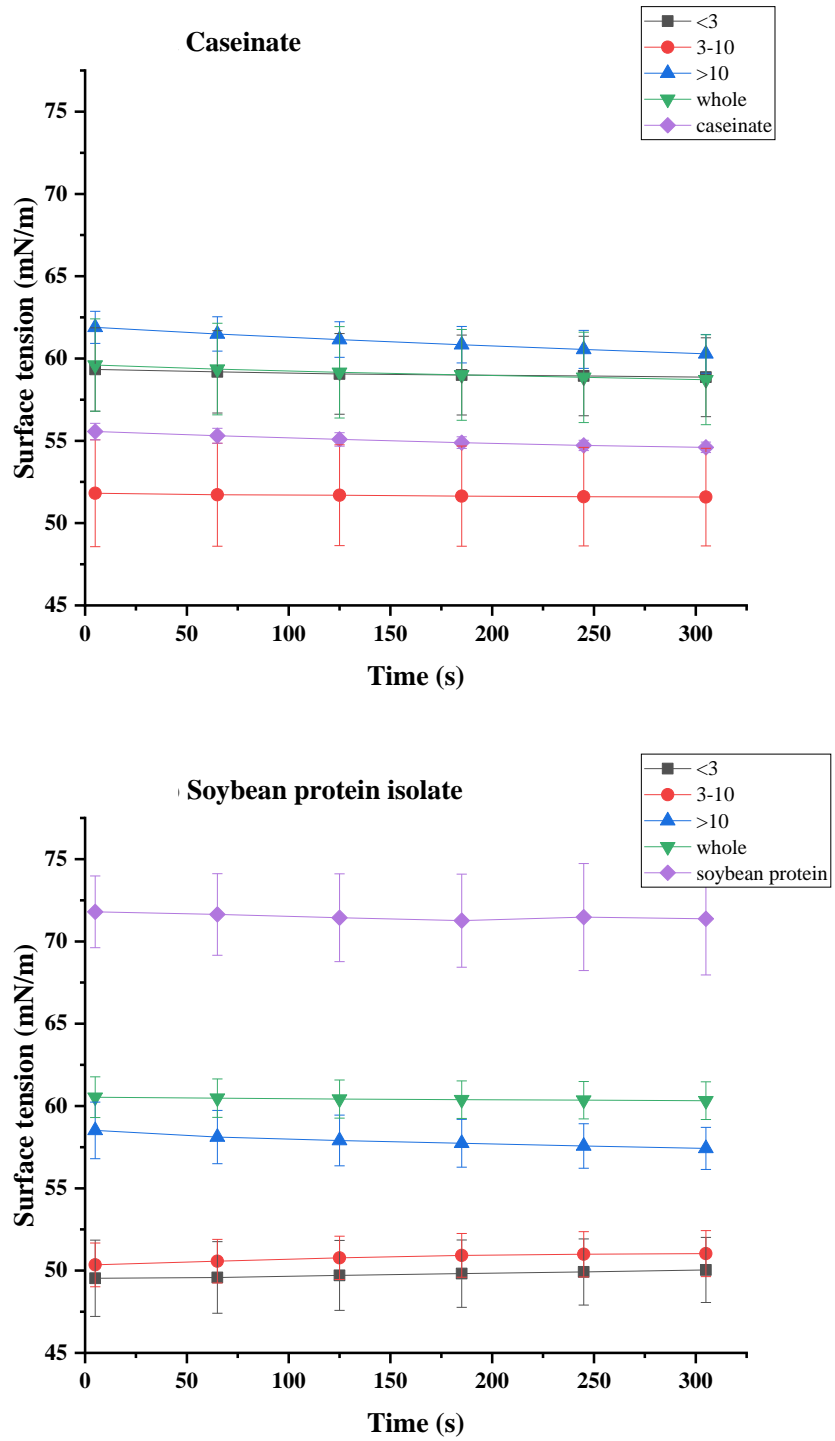 Caseinate
<3
3-10
>10
whole
caseinate
75
70
65
60
55
50
45
Surface tension (mN/m)
0 50 100 150 200 250 300
Time (s)
) Soybean protein isolate
<3
3-10
>10
whole
soybean protein
75
70
65
60
55
50
45
Surface tension (mN/m)
0 50 100 150 200 250 300
Time (s)